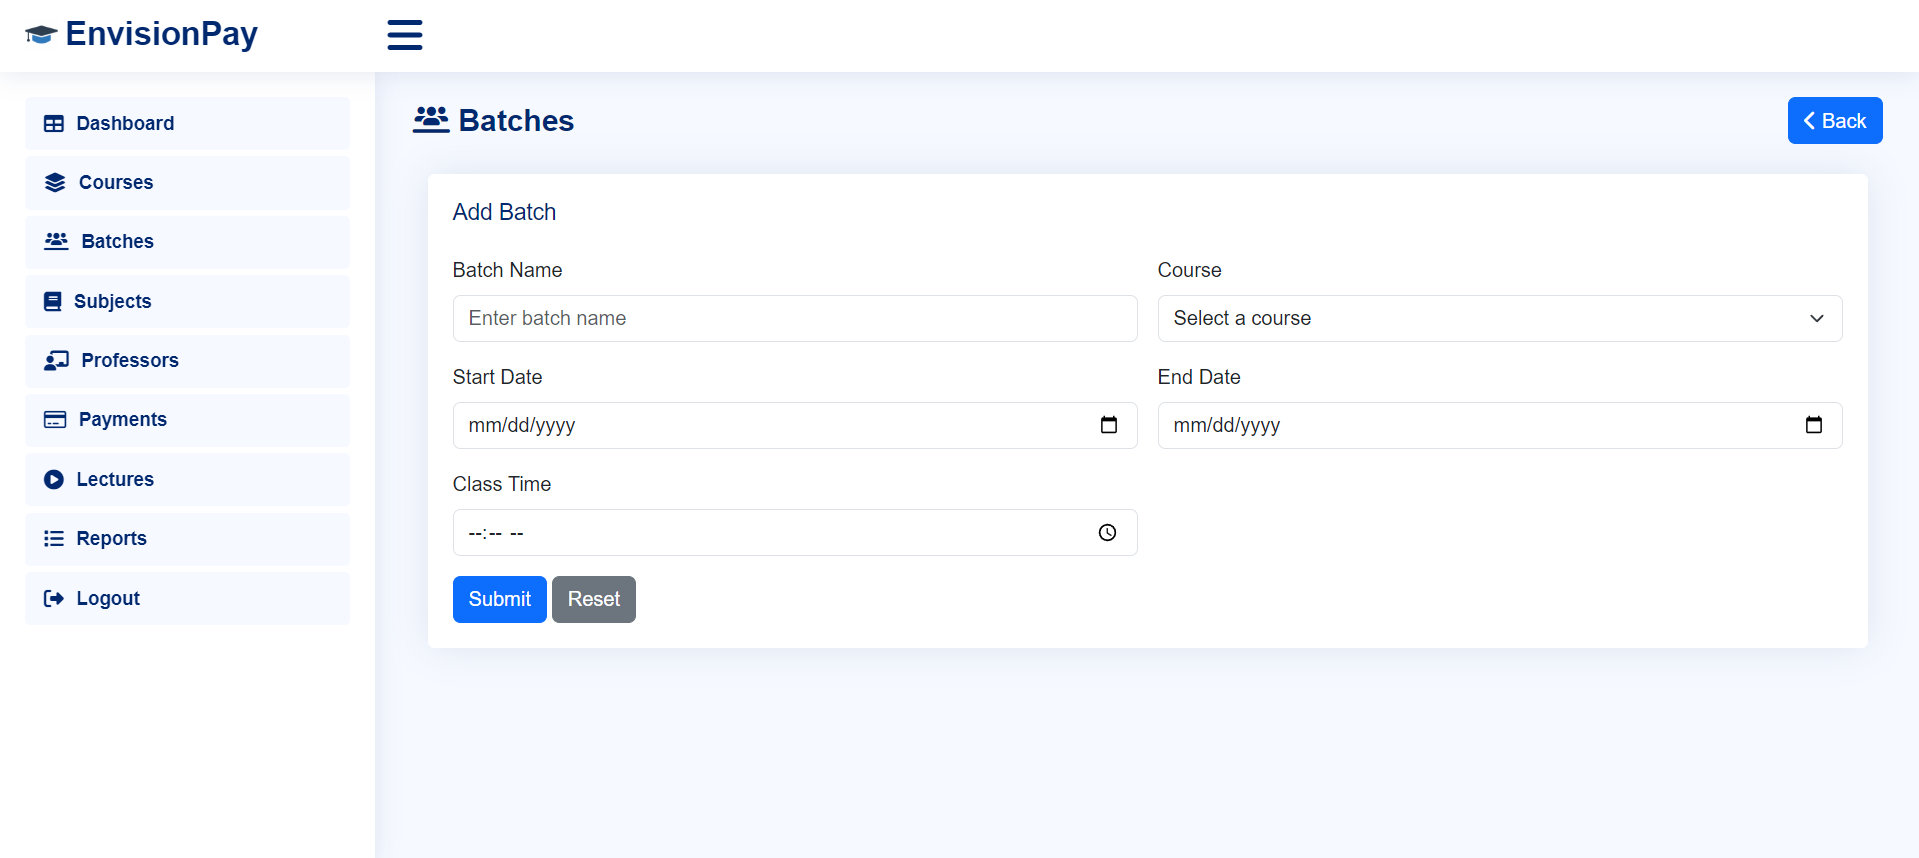 EnvisionPay
Dashboard
Courses
Batches
Subjects
Professors
Payments
Lectures
Reports
Logout
Batches
Back
Add Batch
Batch Name
Enter batch name
Course
Select a course
Start Date
mm/dd/yyyy
End Date
mm/dd/yyyy
Class Time
--:-- --
Submit
Reset